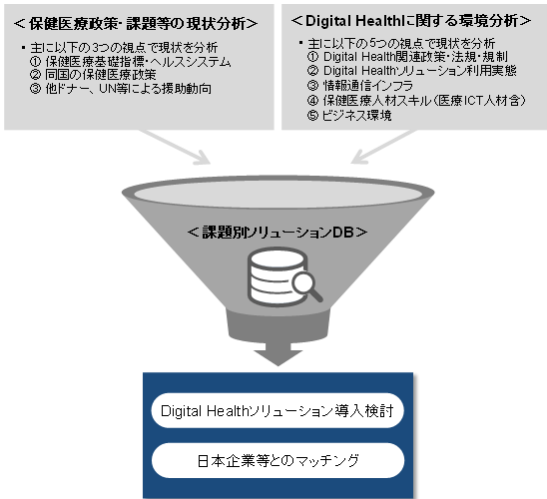 ＜保健医療政策・課題等の現状分析＞
・主に以下の3つの視点で現状を分析
① 保健医療基礎指標・ヘルスシステム
② 同国の保健医療政策
③ 他ドナー、UN等による援助動向
＜Digital Healthに関する環境分析＞
・主に以下の5つの視点で現状を分析
① Digital Health関連政策・法規・規制
② Digital Healthソリューション利用実態
③ 情報通信インフラ
④ 保健医療人材スキル（医療ICT人材含）
⑤ ビジネス環境
＜課題別ソリューションDB＞
Digital Healthソリューション導入検討
日本企業等とのマッチング